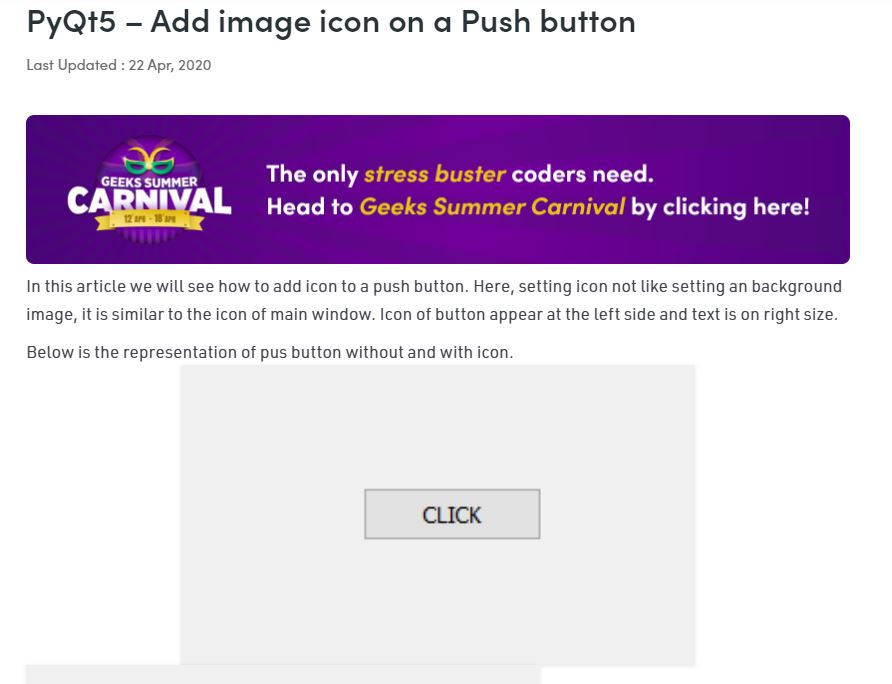 PyQt5 – Add image icon on a Push button
Last Updated : 22 Apr, 2020
GEEKS SUMMER
CARNIVAL
12 APR - 18 APR
The only stress buster coders need.
Head to Geeks Summer Carnival by clicking here!
In this article we will see how to add icon to a push button. Here, setting icon not like setting an background
image, it is similar to the icon of main window. Icon of button appear at the left side and text is on right size.
Below is the representation of pus button without and with icon.
CLICK